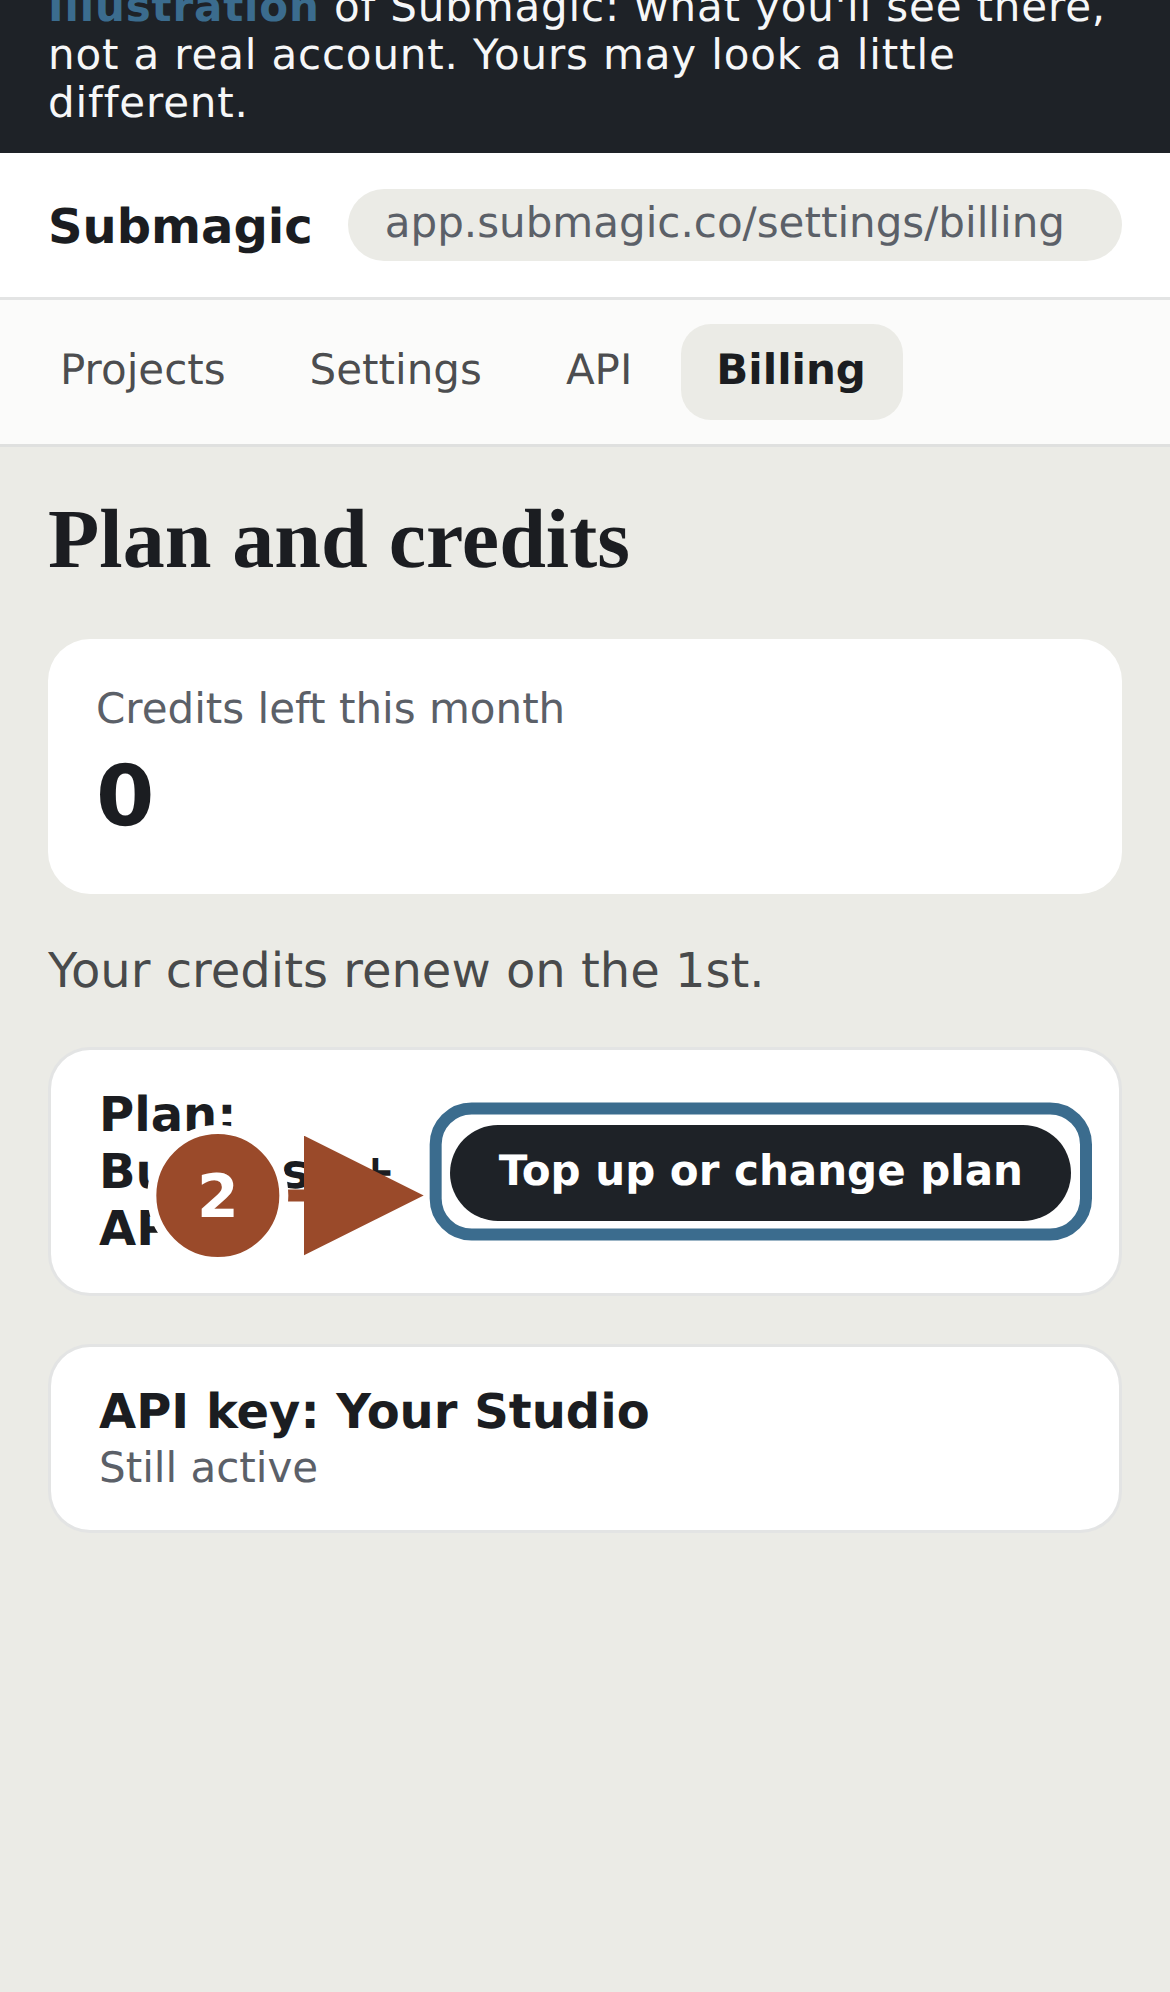 Illustration of Submagic: what you'll see there,
not a real account. Yours may look a little
different.
Submagic
app.submagic.co/settings/billing
Projects
Settings
API
Billing
Plan and credits
Credits left this month
0
Your credits renew on the 1st.
Plan:
2
Top up or change plan
API key: Your Studio
Still active